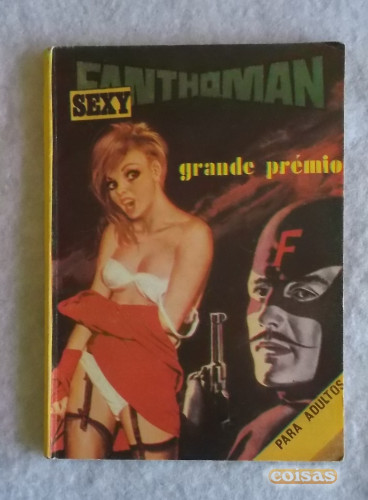 FANTHOMAN
SEXY
grande prémio
F
PARA ADULTOS
coisas